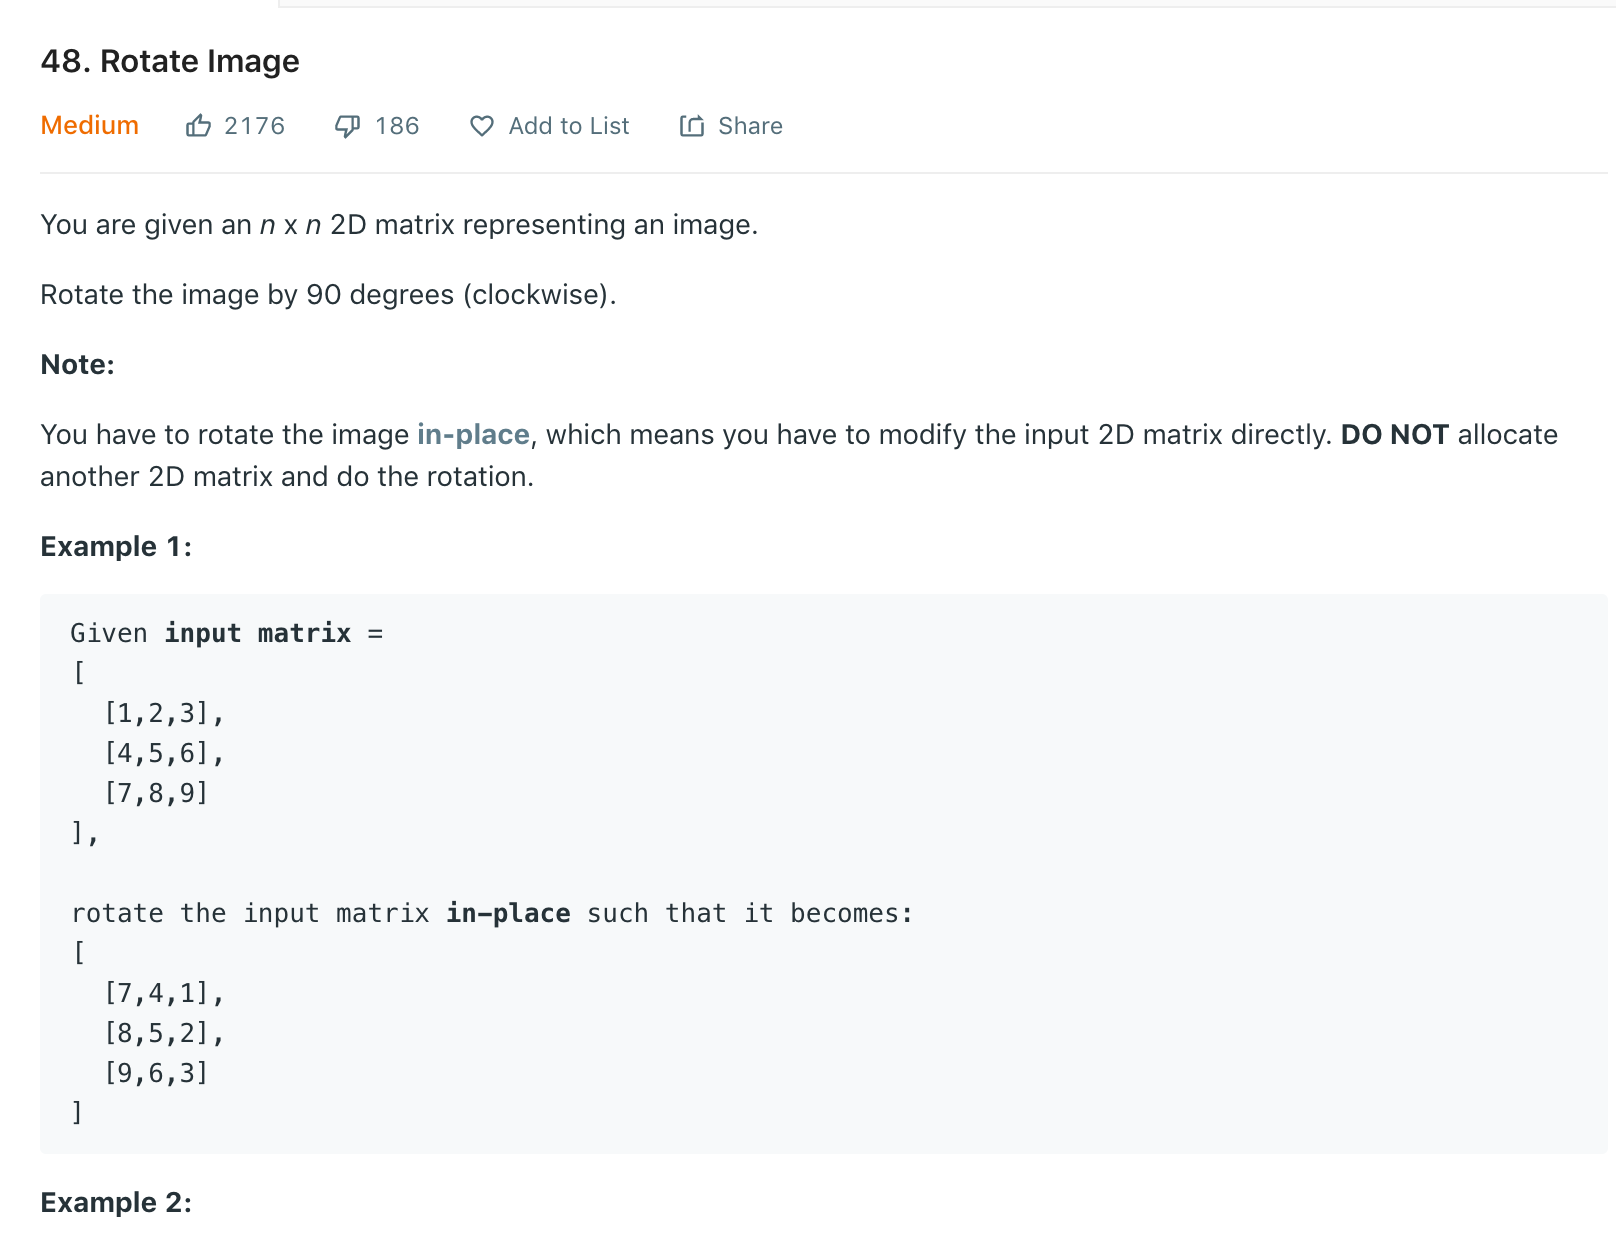 48. Rotate Image
Medium 2176 186 Add to List Share
You are given an n x n 2D matrix representing an image.
Rotate the image by 90 degrees (clockwise).
Note:
You have to rotate the image in-place, which means you have to modify the input 2D matrix directly. DO NOT allocate
another 2D matrix and do the rotation.
Example 1:
Given input matrix =
[
  [1,2,3],
  [4,5,6],
  [7,8,9]
],
rotate the input matrix in-place such that it becomes:
[
  [7,4,1],
  [8,5,2],
  [9,6,3]
]
Example 2: